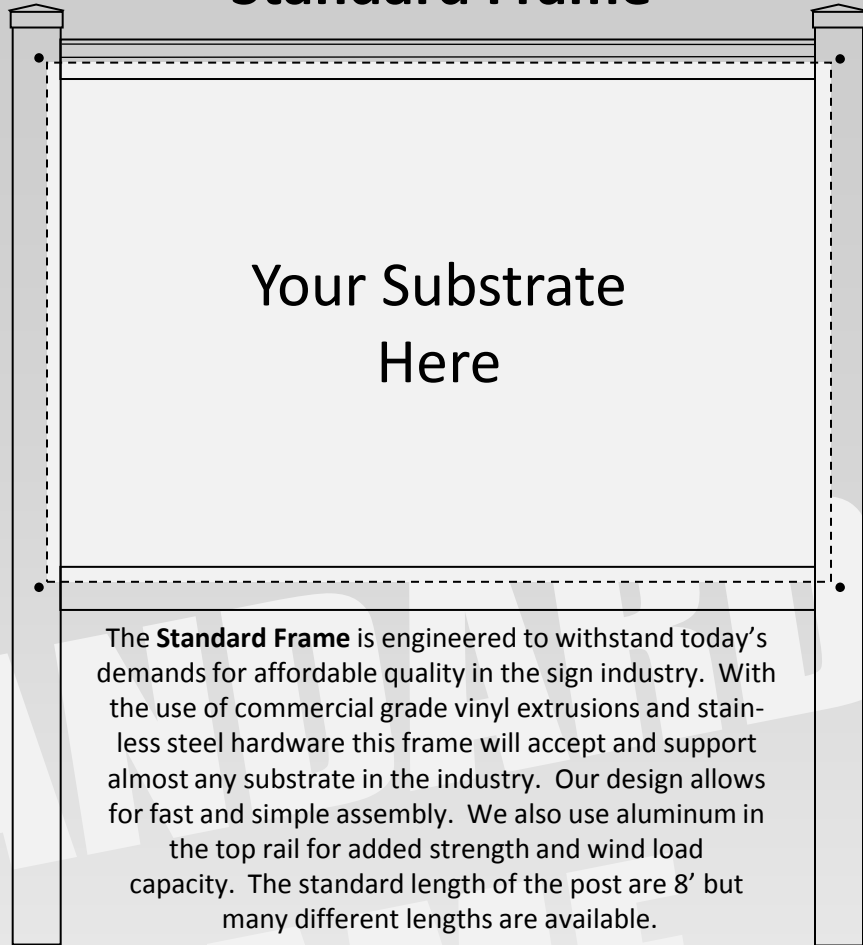 Standard Frame
Your Substrate
Here
The Standard Frame is engineered to withstand today’s
demands for affordable quality in the sign industry.  With
the use of commercial grade vinyl extrusions and stain-
less steel hardware this frame will accept and support
almost any substrate in the industry.  Our design allows
for fast and simple assembly.  We also use aluminum in
the top rail for added strength and wind load
capacity.  The standard length of the post are 8’ but
many different lengths are available.